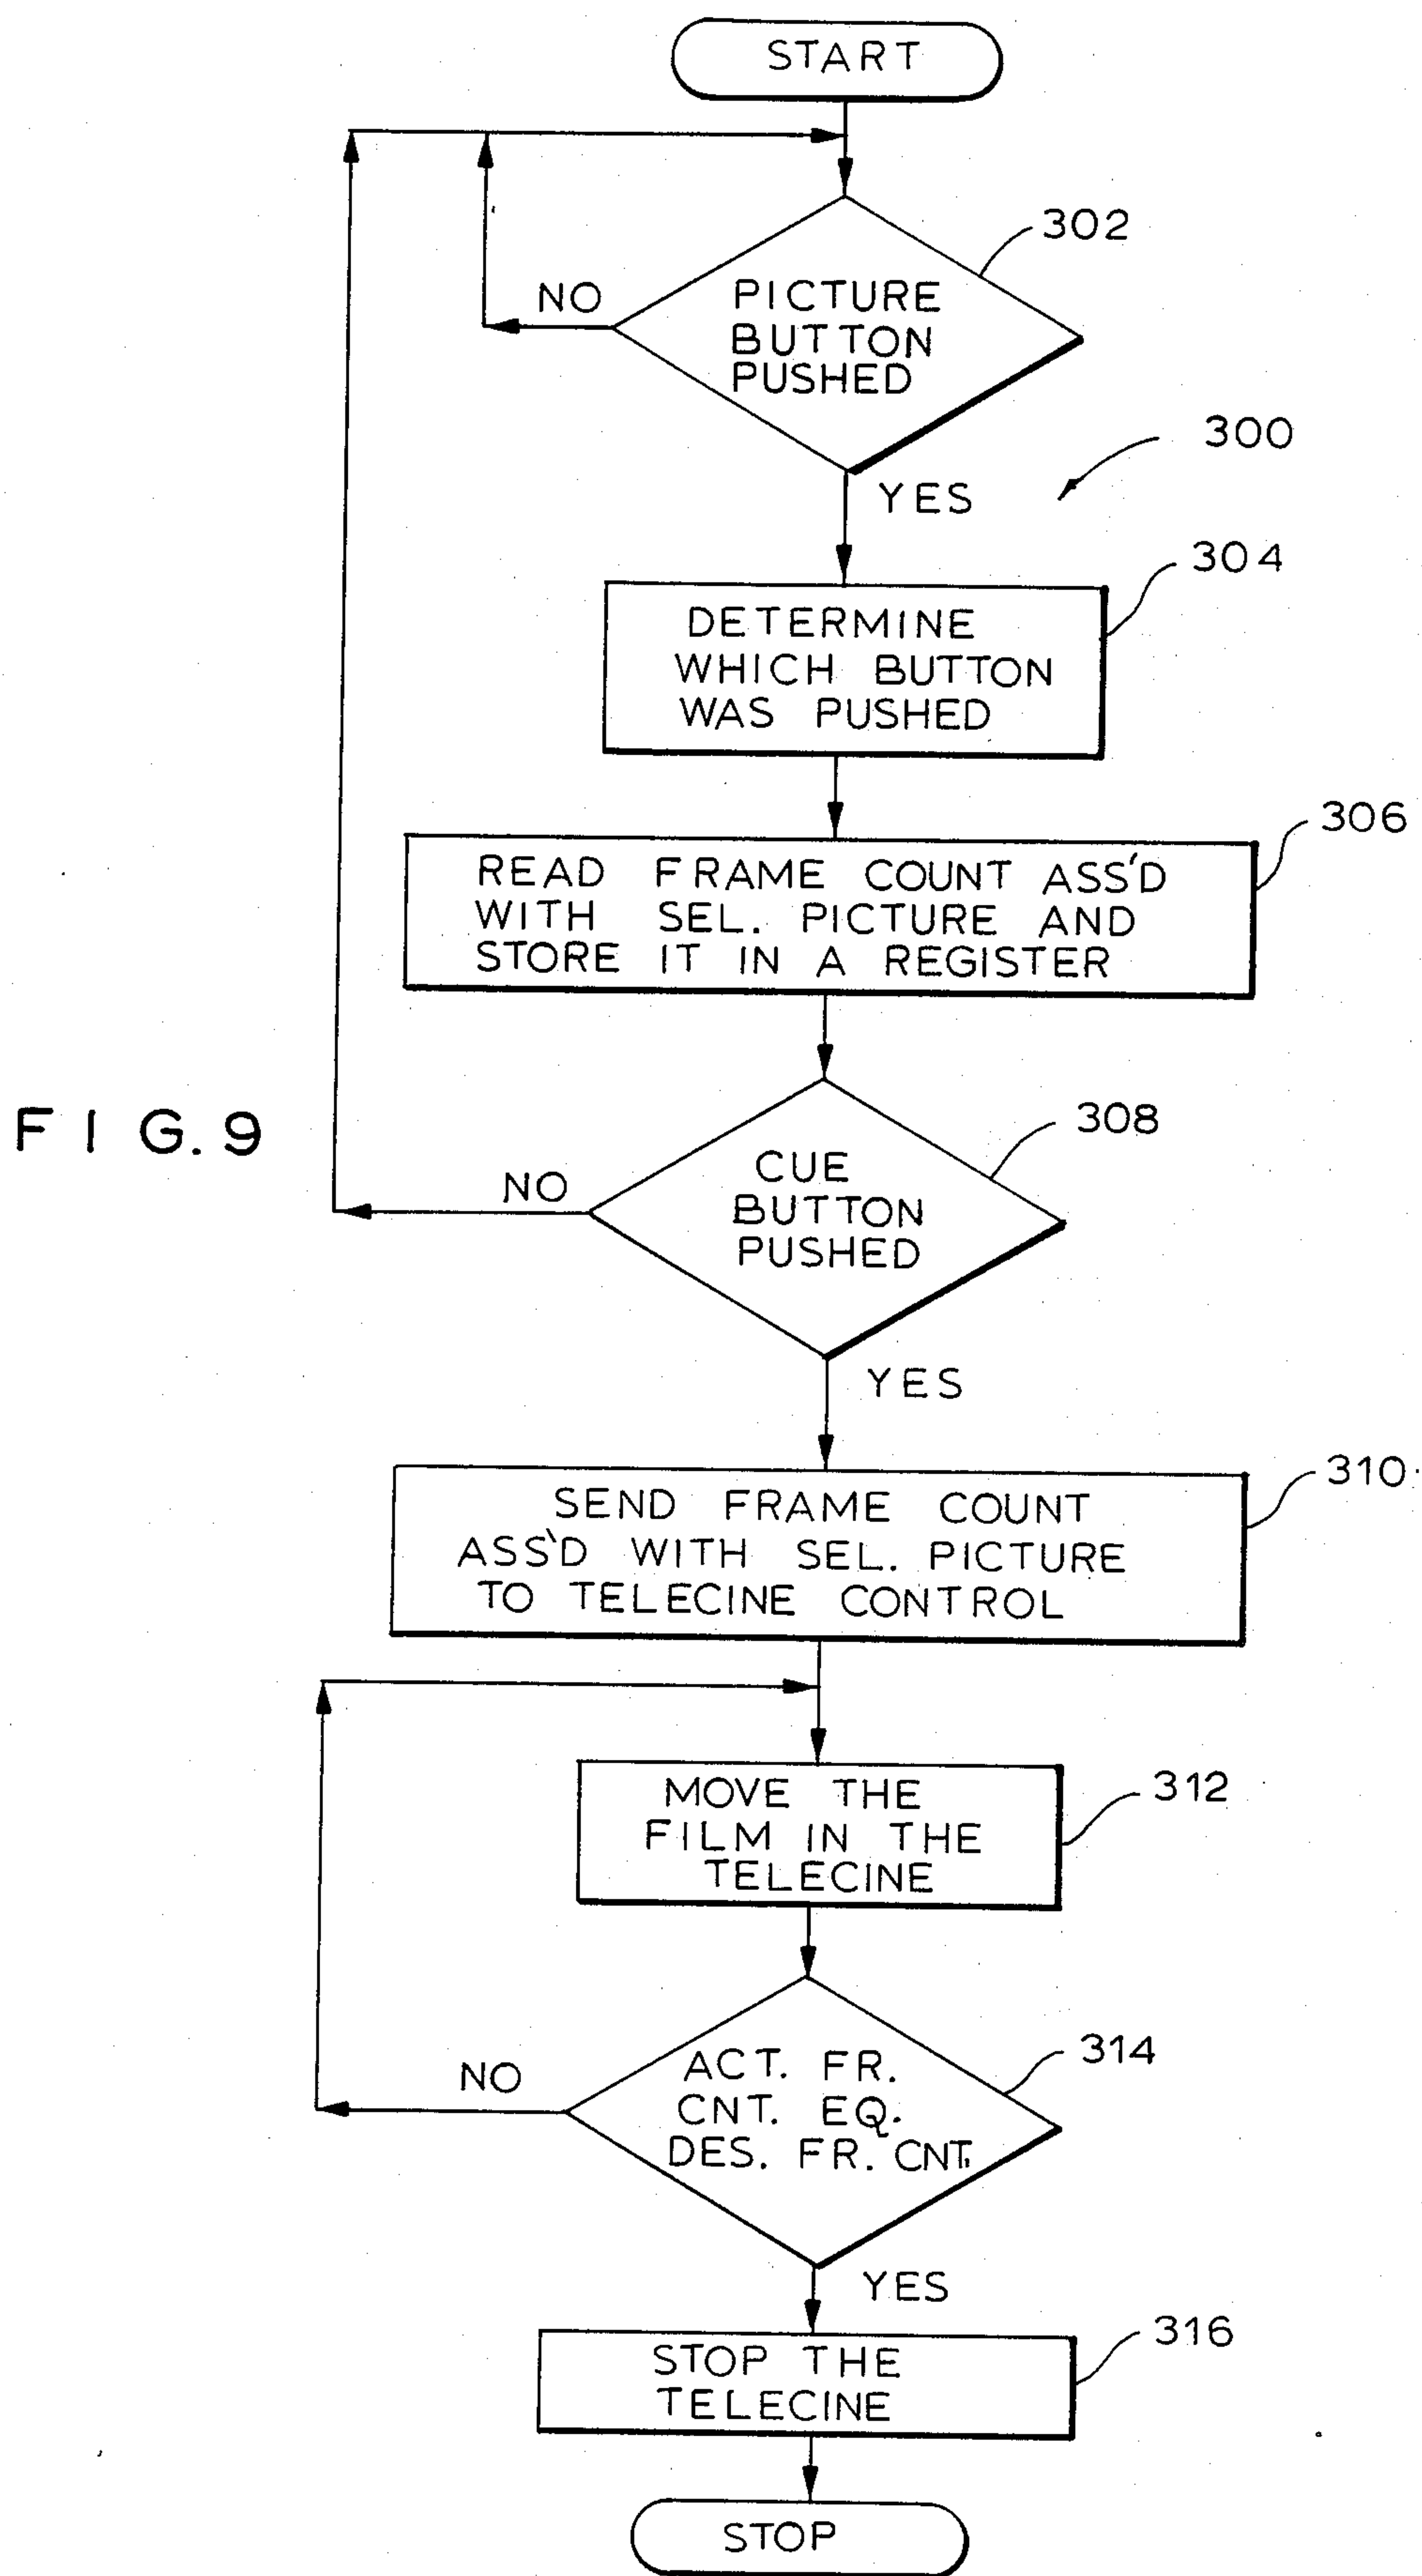 START
302
NO
PICTURE
BUTTON
PUSHED
300
YES
304
DETERMINE
WHICH BUTTON
WAS PUSHED
306
READ FRAME COUNT ASS'D
WITH SEL. PICTURE AND
STORE IT IN A REGISTER
FIG. 9
308
NO
CUE
BUTTON
PUSHED
YES
310
SEND FRAME COUNT
ASS'D WITH SEL. PICTURE
TO TELECINE CONTROL
312
MOVE THE
FILM IN THE
TELECINE
314
NO
ACT. FR.
CNT. EQ.
DES. FR. CNT.
YES
316
STOP THE
TELECINE
STOP